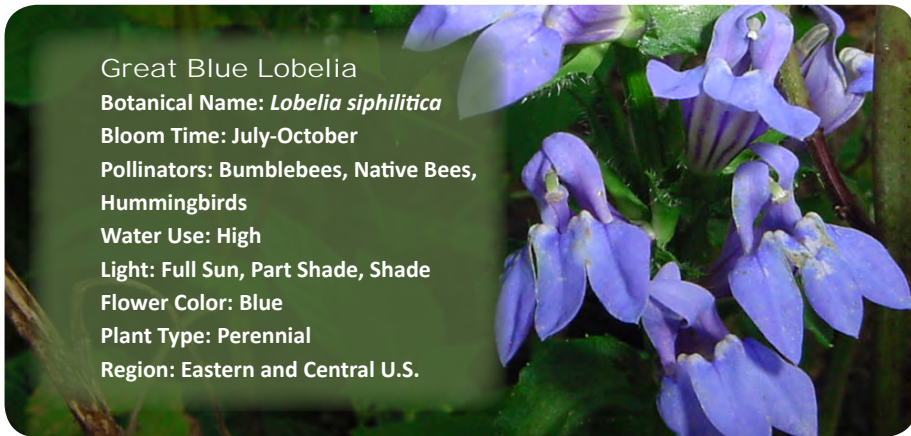 Great Blue Lobelia
Botanical Name: Lobelia siphilitica
Bloom Time: July-October
Pollinators: Bumblebees, Native Bees,
Hummingbirds
Water Use: High
Light: Full Sun, Part Shade, Shade
Flower Color: Blue
Plant Type: Perennial
Region: Eastern and Central U.S.